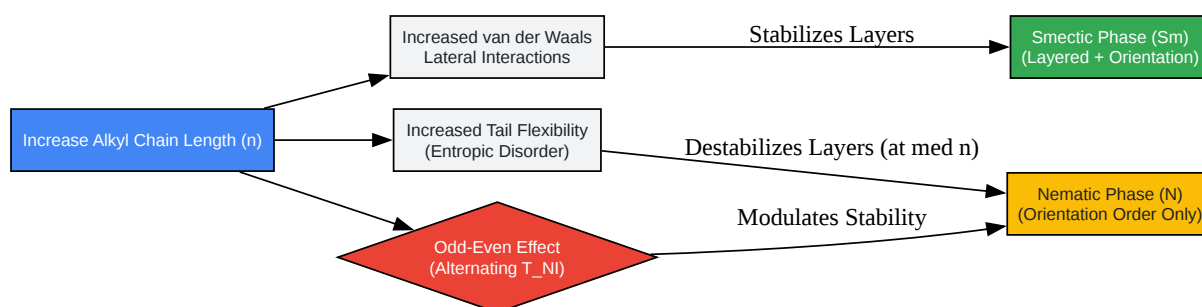 Increased van der Waals
Lateral Interactions
Stabilizes Layers
Smectic Phase (Sm)
(Layered + Orientation)
Increase Alkyl Chain Length (n)
Increased Tail Flexibility
(Entropic Disorder)
Destabilizes Layers (at med n)
Nematic Phase (N)
(Orientation Order Only)
Modulates Stability
Odd-Even Effect
(Alternating T_NI)